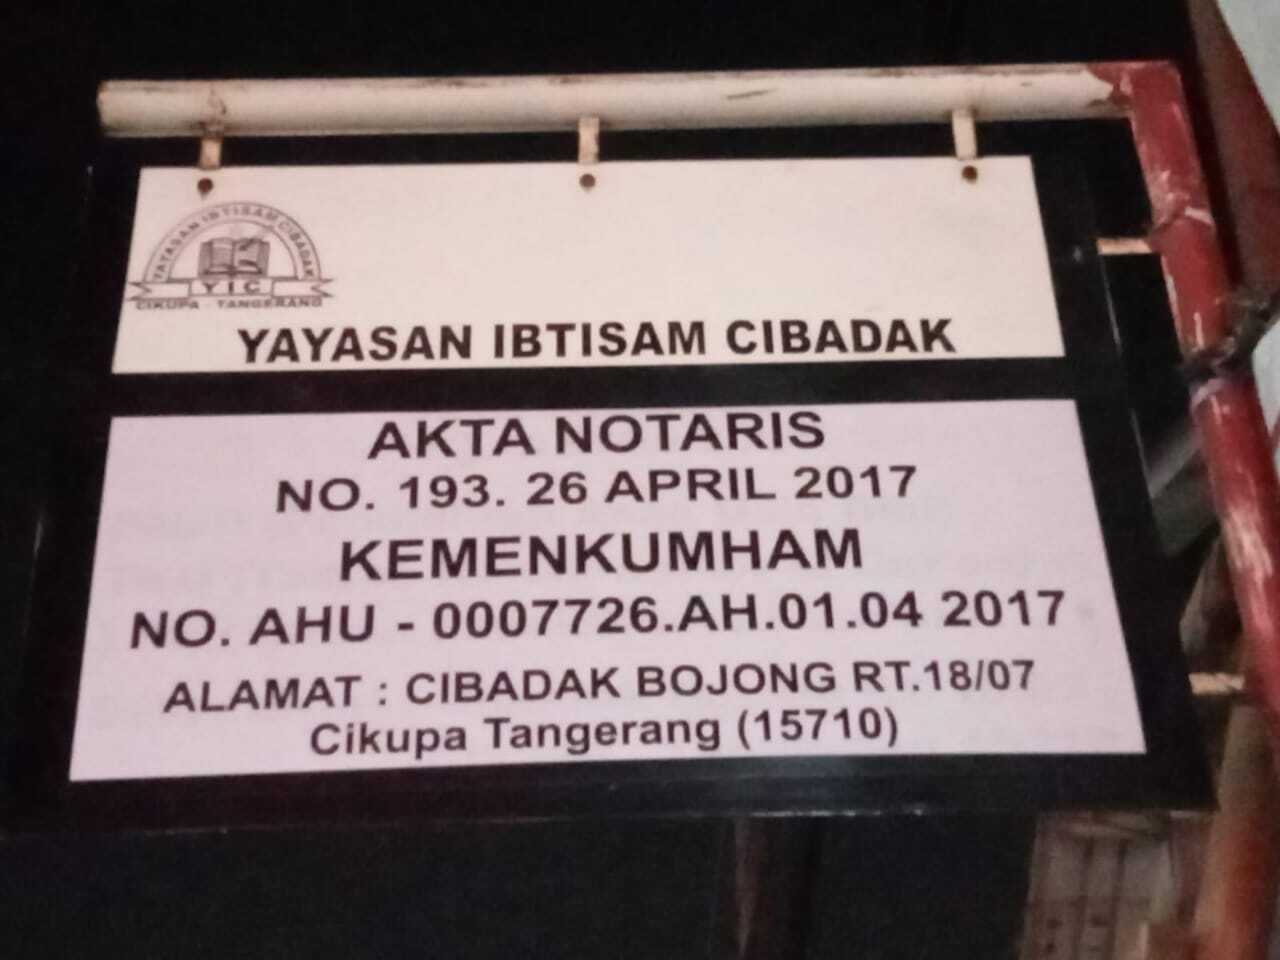 YAYASAN IBTISAM CIBADAK
YIC
CIKUPA - TANGERANG
YAYASAN IBTISAM CIBADAK
AKTA NOTARIS
NO. 193. 26 APRIL 2017
KEMENKUMHAM
NO. AHU - 0007726.AH.01.04 2017
ALAMAT : CIBADAK BOJONG RT.18/07
Cikupa Tangerang (15710)